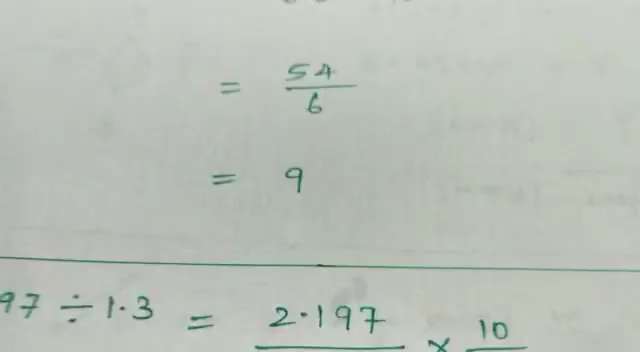 = 54/6
= 9
97 ÷ 1.3 = 2.197 × 10